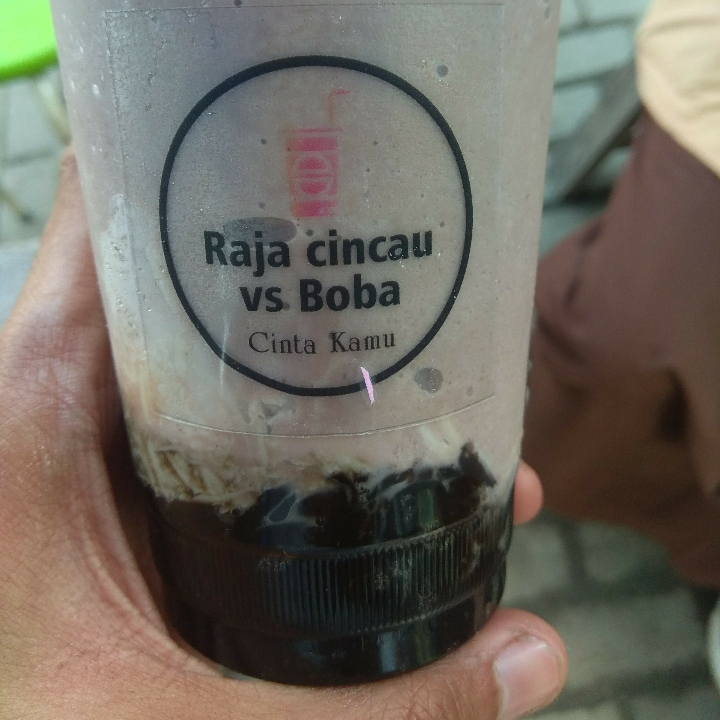 Raja cincau
vs Boba
Cinta Kamu